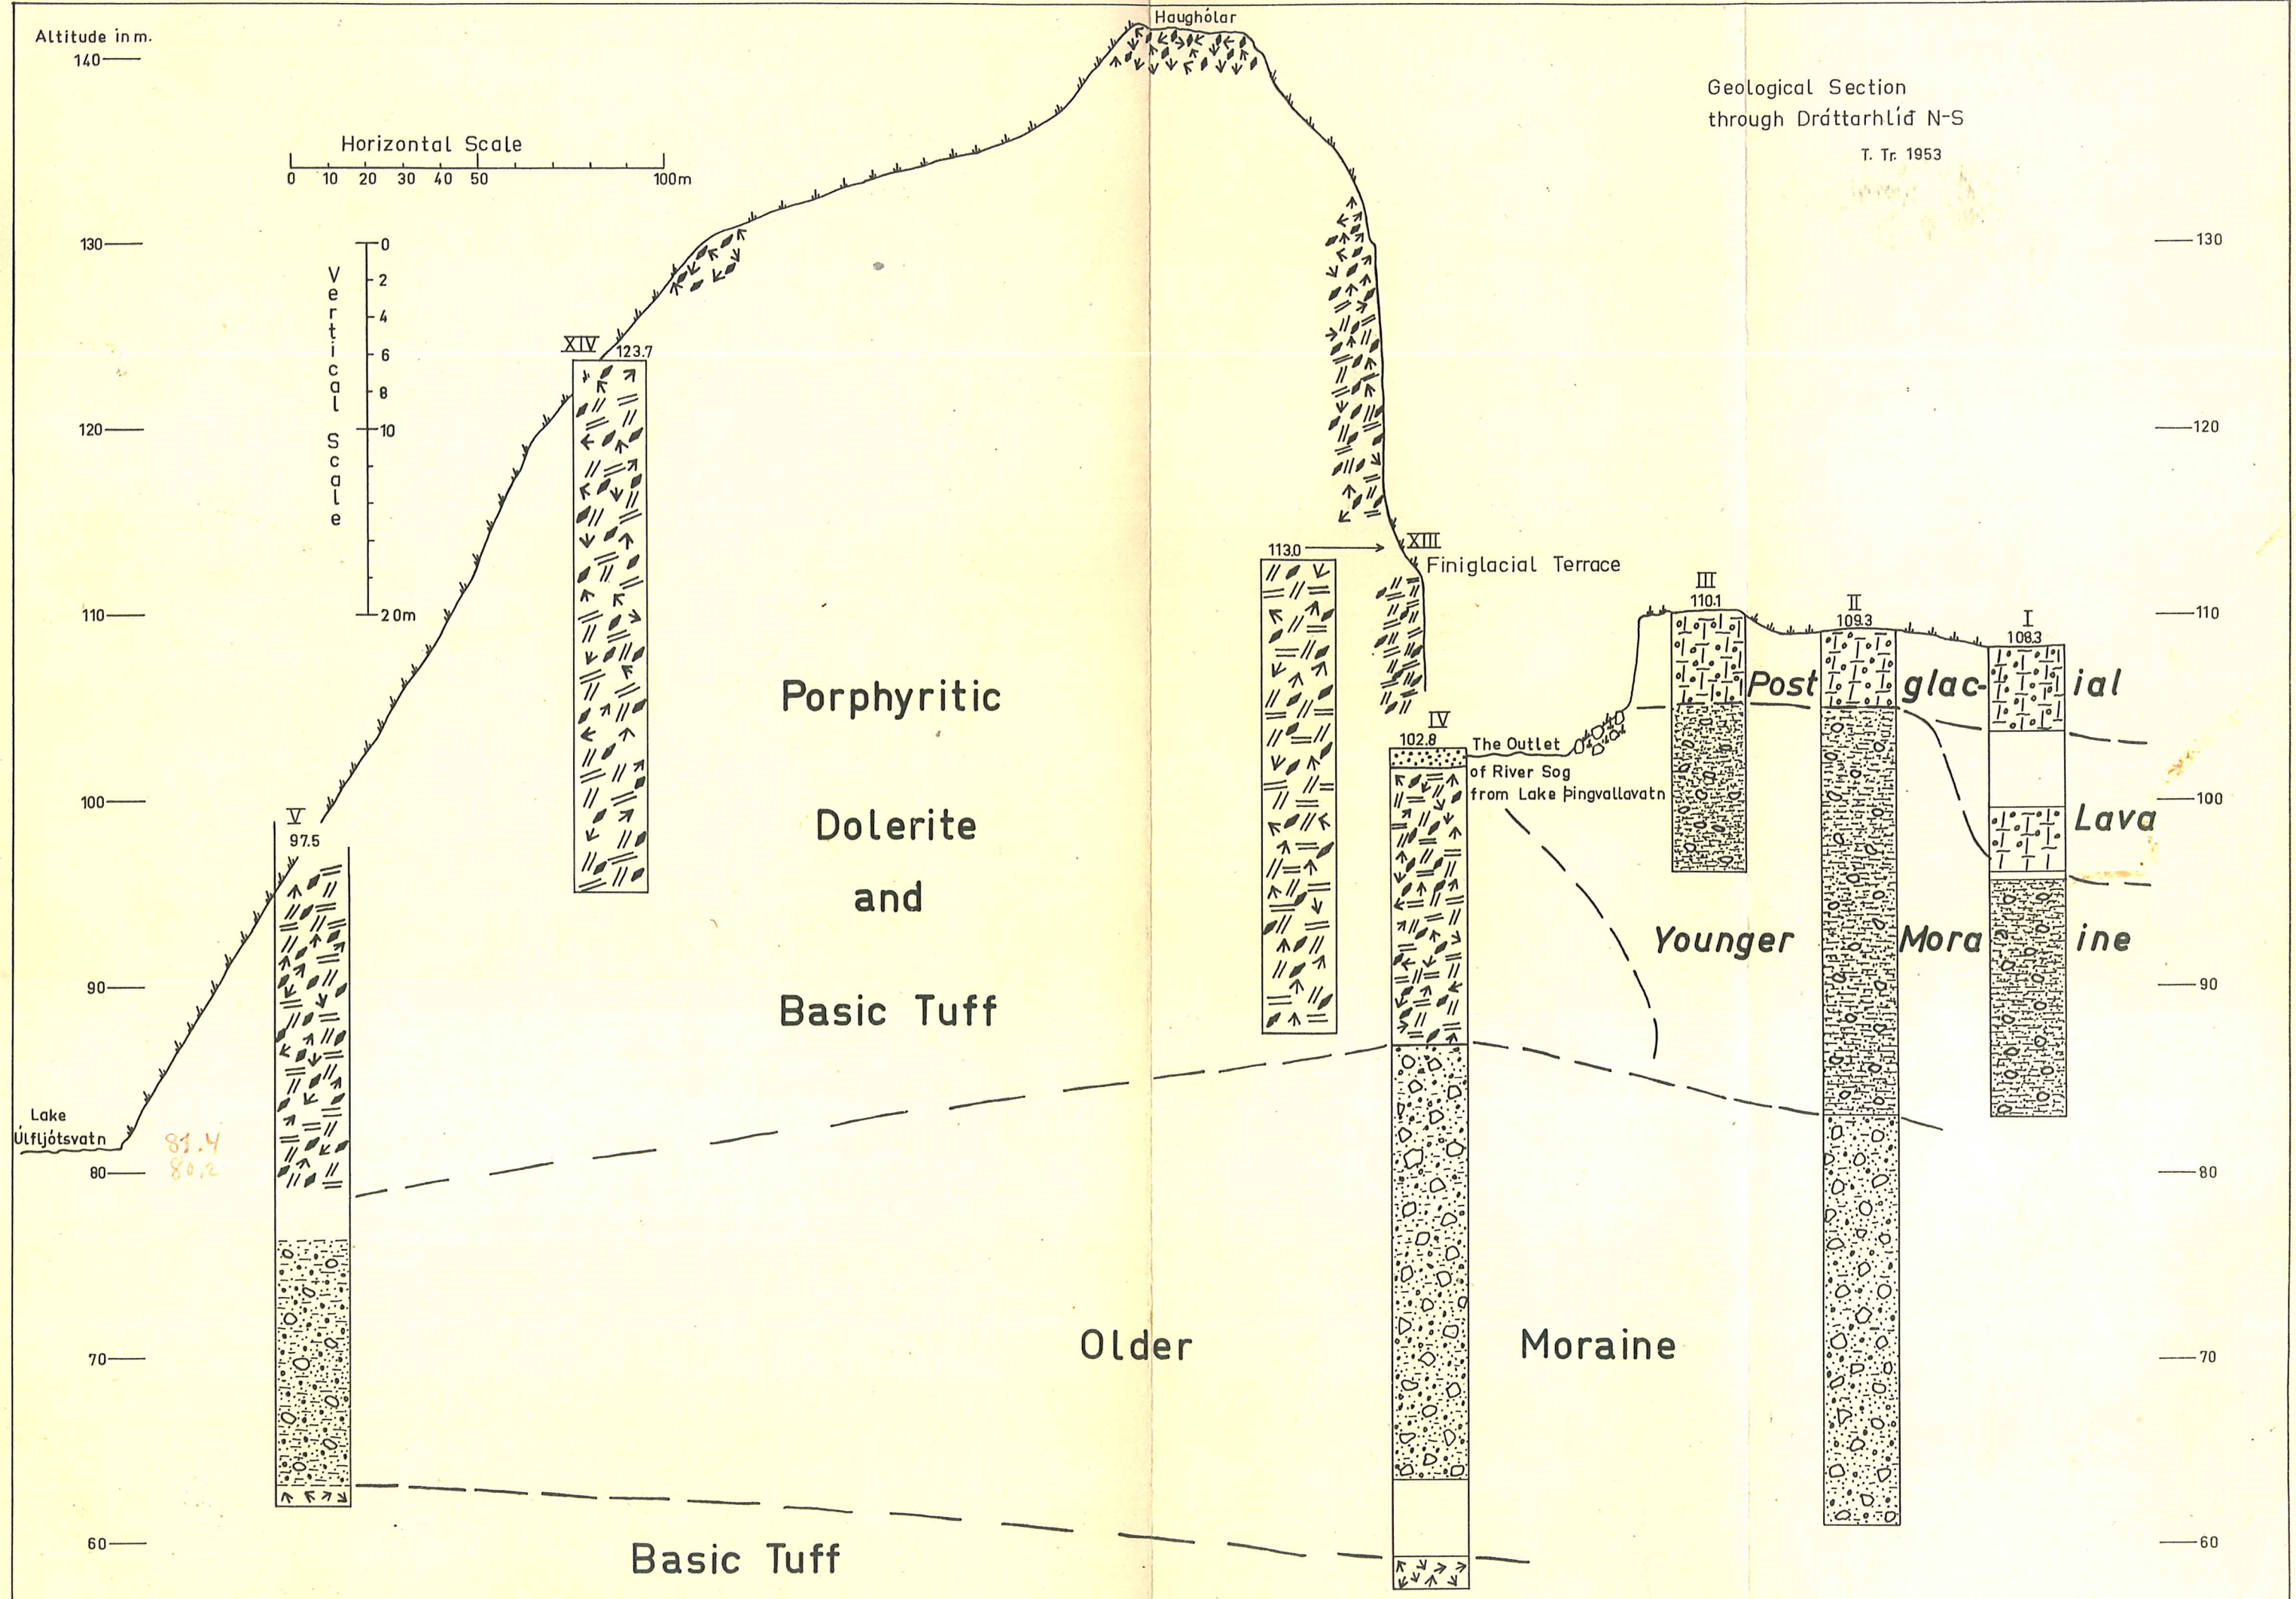 Haughólar
Altitude in m.
140
Geological Section
through Dráttarhlíð N-S
T. Tr. 1953
Horizontal Scale
0 10 20 30 40 50 100m
130
Vertical Scale
0
2
4
6
8
10
20m
130
XIV
123.7
120
120
113.0
XIII
Finiglacial Terrace
110
110
III
110.1
II
109.3
I
108.3
Porphyritic
Dolerite
and
Basic Tuff
Post glac- ial
Lava
IV
102.8
The Outlet
of River Sog
from Lake Þingvallavatn
100
100
V
97.5
Younger Mora ine
90
90
Lake
Úlfljótsvatn
81.4
80.2
80
80
Older Moraine
70
70
60
60
Basic Tuff